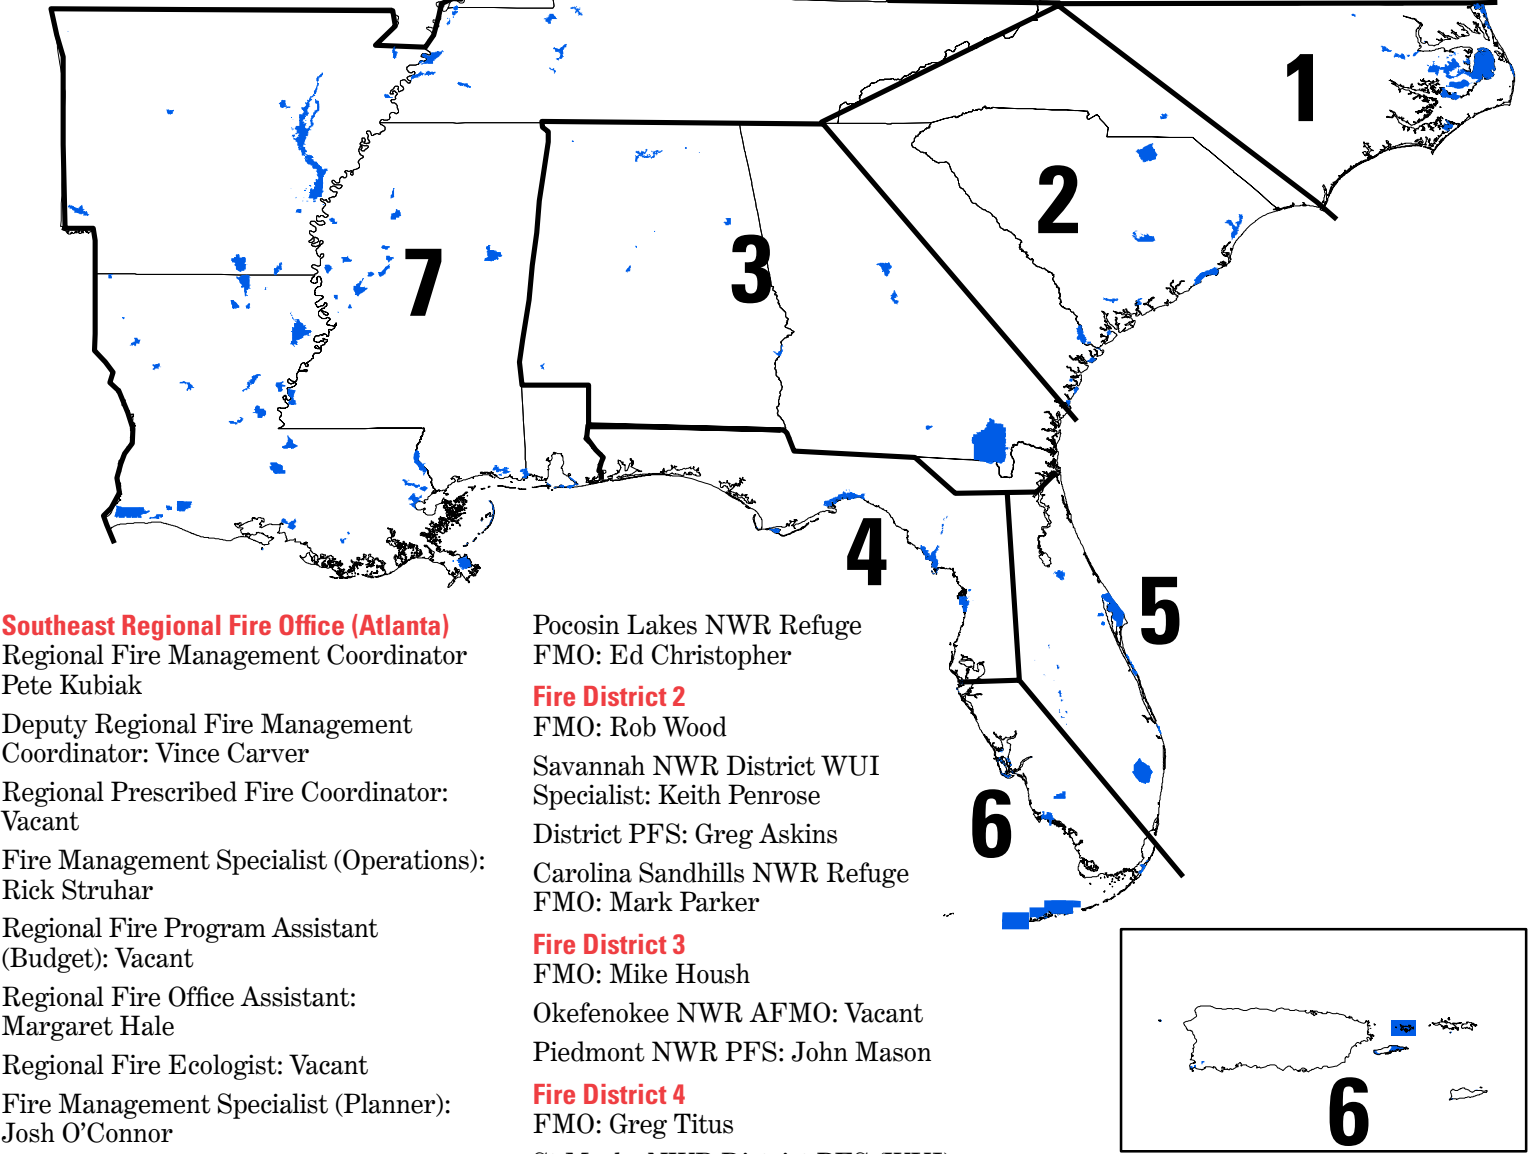 1
2
3
7
4
5
6
6
Southeast Regional Fire Office (Atlanta)
Regional Fire Management Coordinator
Pete Kubiak
Deputy Regional Fire Management
Coordinator: Vince Carver
Regional Prescribed Fire Coordinator:
Vacant
Fire Management Specialist (Operations):
Rick Struhar
Regional Fire Program Assistant
(Budget): Vacant
Regional Fire Office Assistant:
Margaret Hale
Regional Fire Ecologist: Vacant
Fire Management Specialist (Planner):
Josh O’Connor
Pocosin Lakes NWR Refuge
FMO: Ed Christopher
Fire District 2
FMO: Rob Wood
Savannah NWR District WUI
Specialist: Keith Penrose
District PFS: Greg Askins
Carolina Sandhills NWR Refuge
FMO: Mark Parker
Fire District 3
FMO: Mike Housh
Okefenokee NWR AFMO: Vacant
Piedmont NWR PFS: John Mason
Fire District 4
FMO: Greg Titus